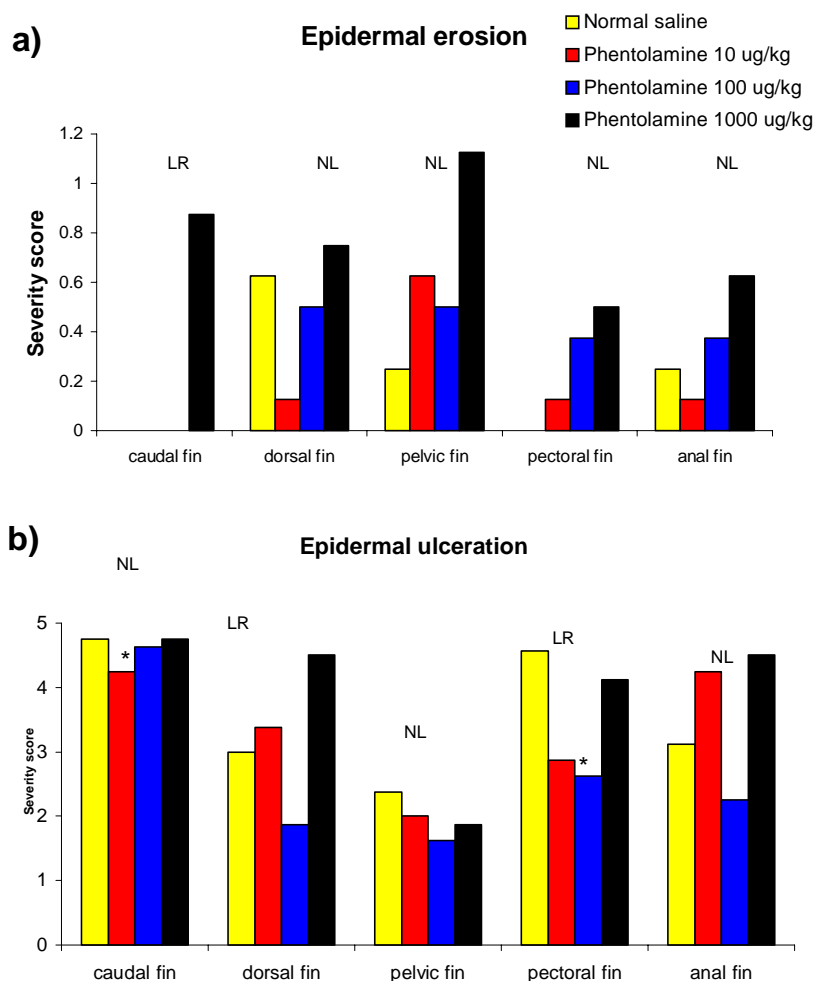 a)
Epidermal erosion
Normal saline
Phentolamine 10 ug/kg
Phentolamine 100 ug/kg
Phentolamine 1000 ug/kg
Severity score
1.2
1
0.8
0.6
0.4
0.2
0
LR NL NL NL NL
caudal fin dorsal fin pelvic fin pectoral fin anal fin
b)
Epidermal ulceration
Severity score
5
4
3
2
1
0
NL
LR
NL
LR
NL
*
*
caudal fin dorsal fin pelvic fin pectoral fin anal fin